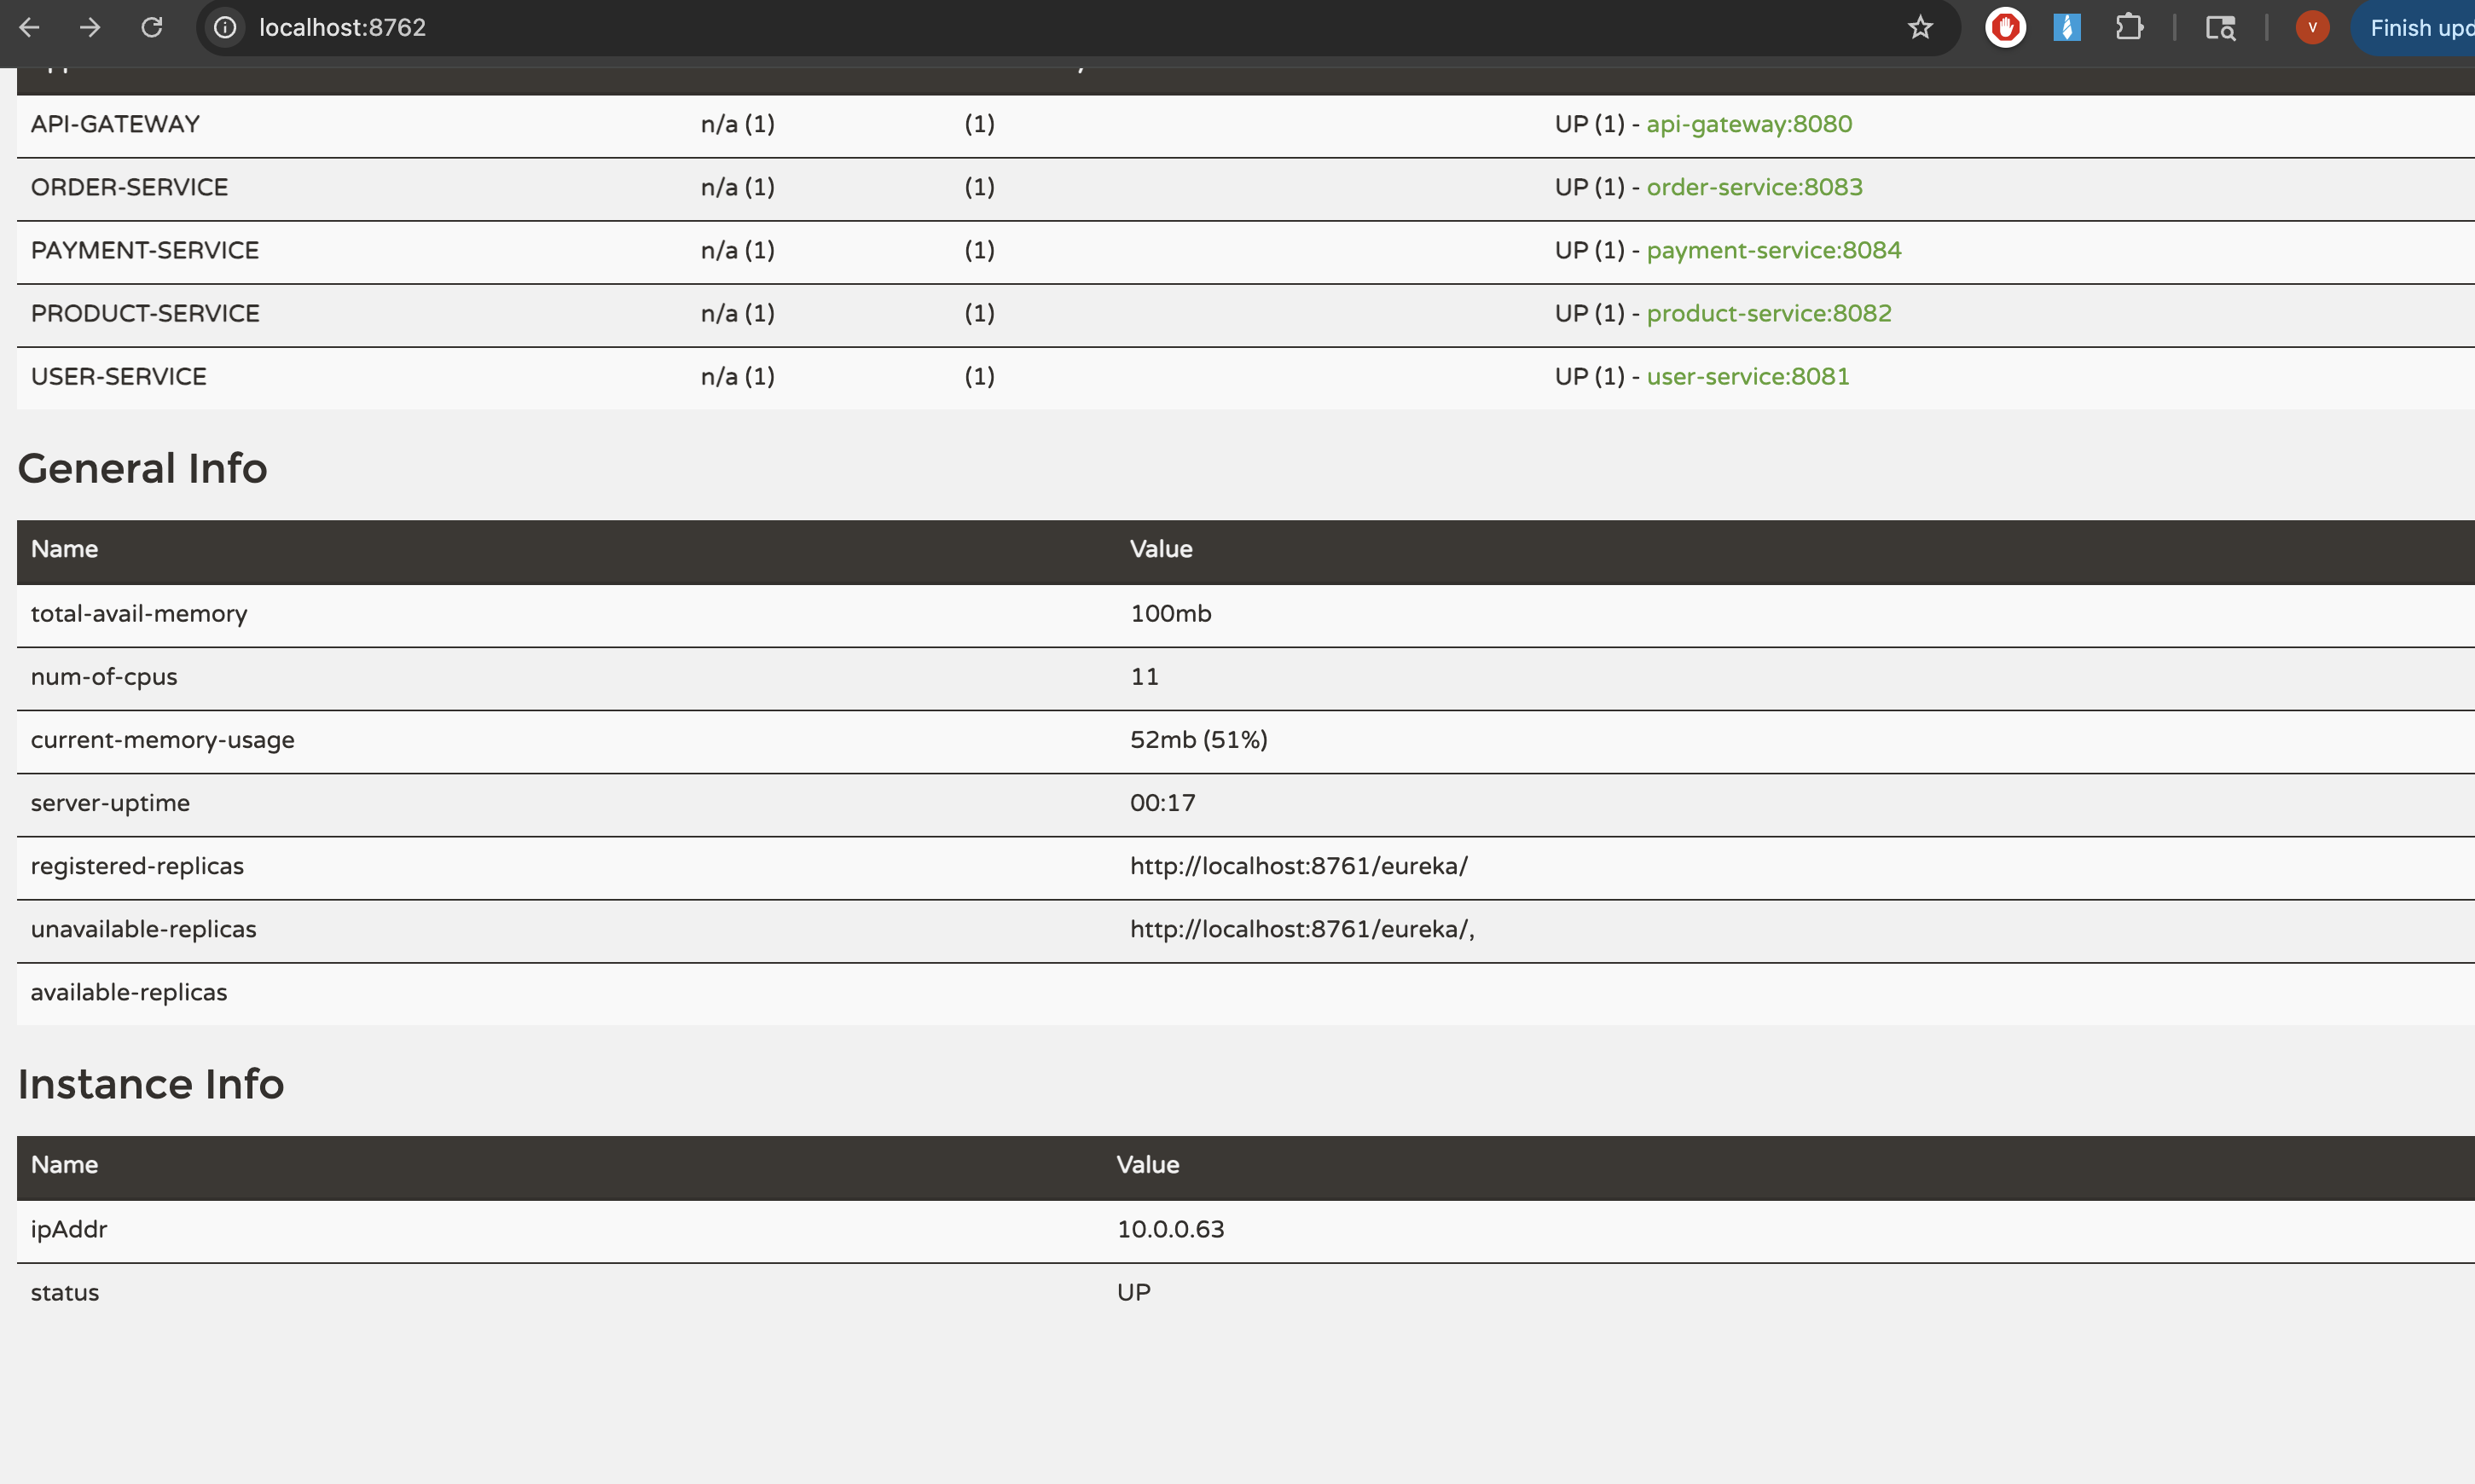 localhost:8762
V
Finish upd
API-GATEWAY n/a (1) (1) UP (1) - api-gateway:8080
ORDER-SERVICE n/a (1) (1) UP (1) - order-service:8083
PAYMENT-SERVICE n/a (1) (1) UP (1) - payment-service:8084
PRODUCT-SERVICE n/a (1) (1) UP (1) - product-service:8082
USER-SERVICE n/a (1) (1) UP (1) - user-service:8081
General Info
Name Value
total-avail-memory 100mb
num-of-cpus 11
current-memory-usage 52mb (51%)
server-uptime 00:17
registered-replicas http://localhost:8761/eureka/
unavailable-replicas http://localhost:8761/eureka/,
available-replicas
Instance Info
Name Value
ipAddr 10.0.0.63
status UP